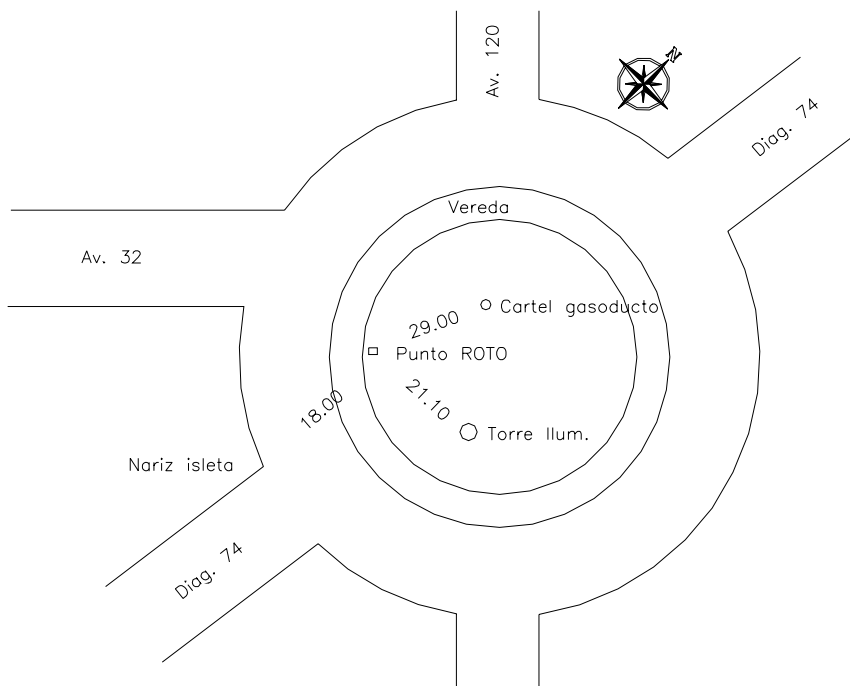 Av. 120
N
Diag. 74
Vereda
Av. 32
Cartel gasoducto
29.00
Punto ROTO
18.00
21.10
Torre Ilum.
Nariz isleta
Diag. 74